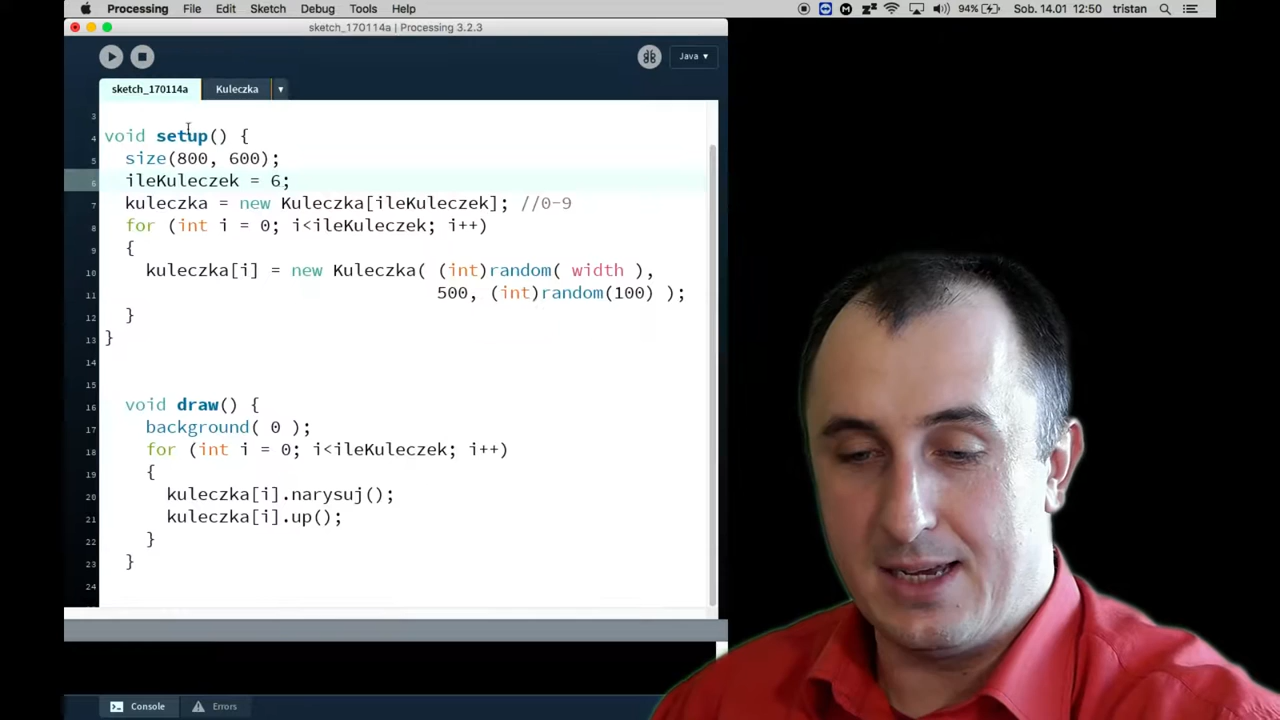 Processing File Edit Sketch Debug Tools Help 94% Sob. 14.01 12:50 tristan
sketch_170114a | Processing 3.2.3
Java ▾
sketch_170114a Kuleczka ▾
3
4 void setup() {
5 size(800, 600);
6 ileKuleczek = 6;
7 kuleczka = new Kuleczka[ileKuleczek]; //0-9
8 for (int i = 0; i<ileKuleczek; i++)
9 {
10 kuleczka[i] = new Kuleczka( (int)random( width ),
11 500, (int)random(100) );
12 }
13 }
14
15
16 void draw() {
17 background( 0 );
18 for (int i = 0; i<ileKuleczek; i++)
19 {
20 kuleczka[i].narysuj();
21 kuleczka[i].up();
22 }
23 }
24
Console Errors